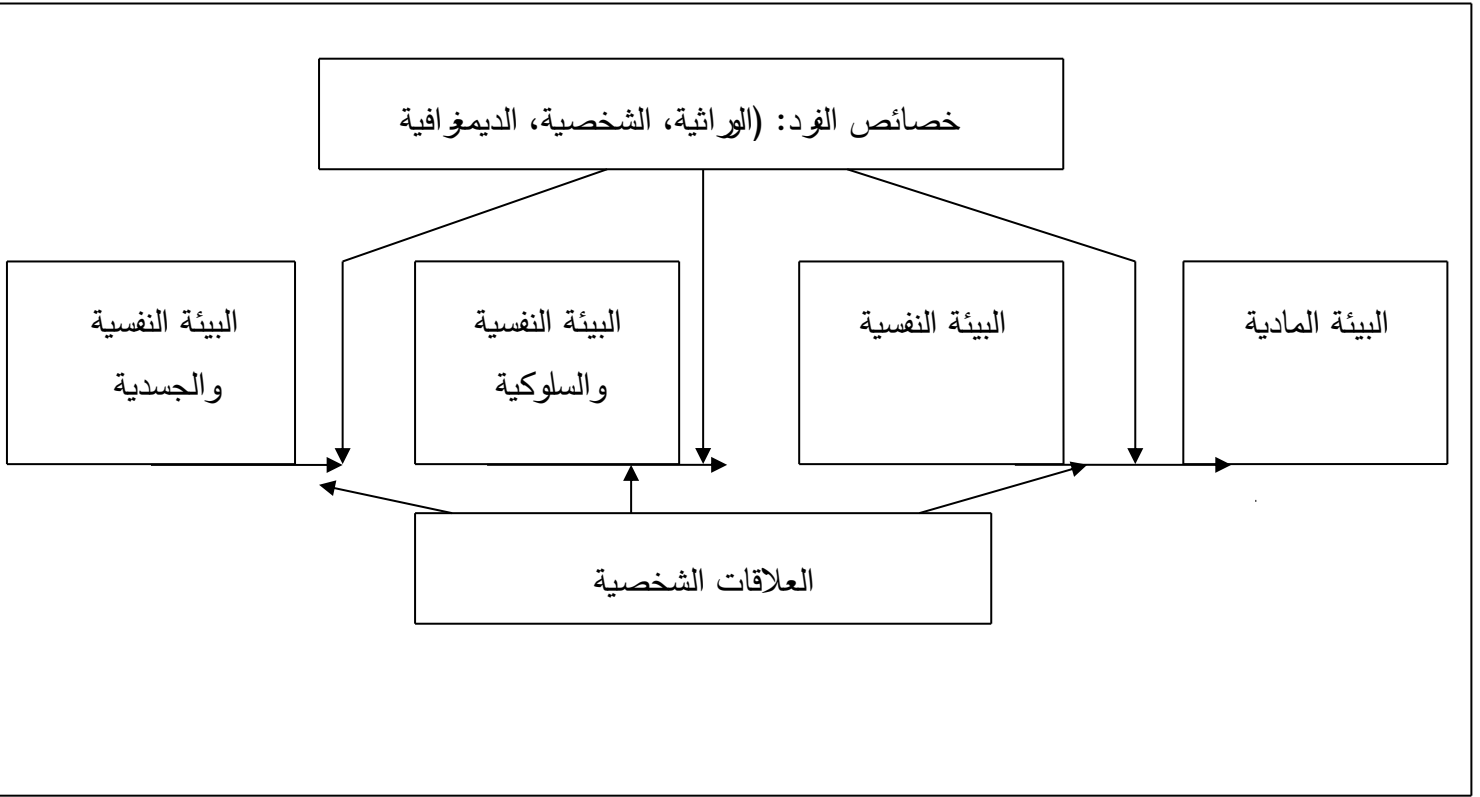 خصائص الفرد: (الوراثية، الشخصية، الديمغرافية
البيئة المادية
البيئة النفسية
البيئة النفسية
والسلوكية
البيئة النفسية
والجسدية
العلاقات الشخصية